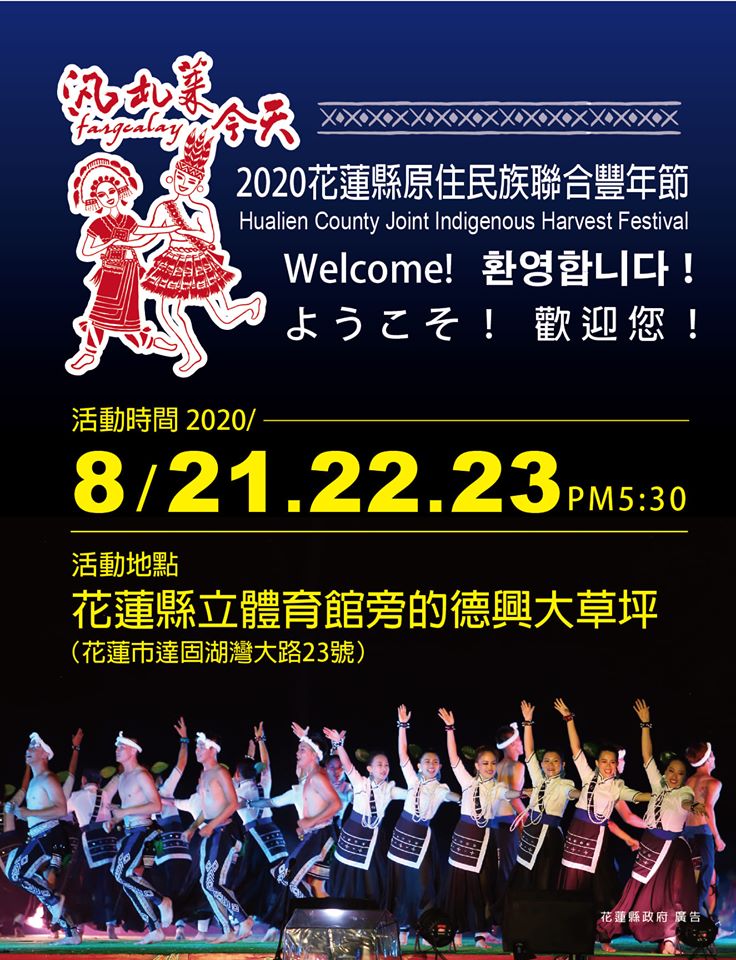 汎札萊
fargcalay 今天
2020花蓮縣原住民族聯合豐年節
Hualien County Joint Indigenous Harvest Festival
Welcome! 환영합니다!
ようこそ! 歡迎您!
活動時間 2020/
8/21.22.23 PM5:30
活動地點
花蓮縣立體育館旁的德興大草坪
(花蓮市達固湖灣大路23號)
花蓮縣政府 廣告